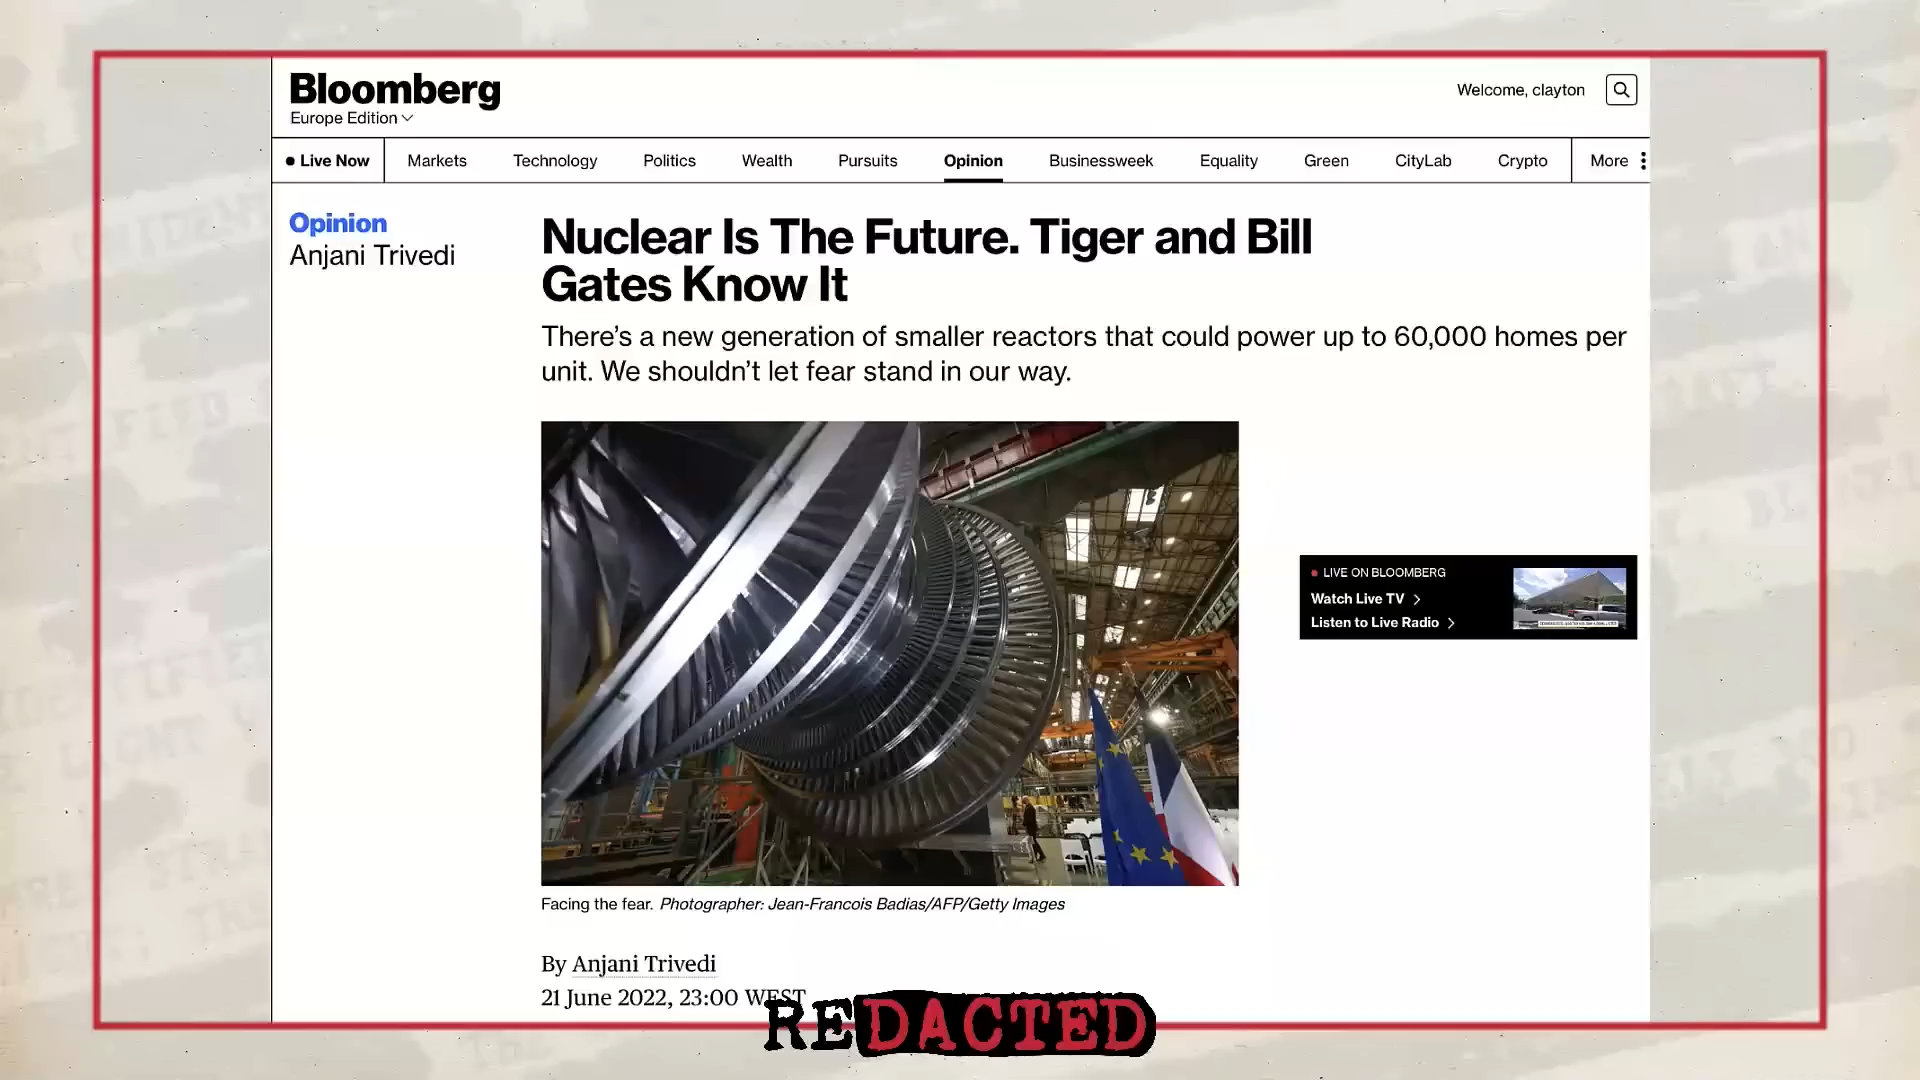 Bloomberg
Europe Edition
Welcome, clayton
Live Now
Markets
Technology
Politics
Wealth
Pursuits
Opinion
Businessweek
Equality
Green
CityLab
Crypto
More
Opinion
Anjani Trivedi
Nuclear Is The Future. Tiger and Bill
Gates Know It
There’s a new generation of smaller reactors that could power up to 60,000 homes per
unit. We shouldn’t let fear stand in our way.
LIVE ON BLOOMBERG
Watch Live TV
Listen to Live Radio
Facing the fear. Photographer: Jean-Francois Badias/AFP/Getty Images
By Anjani Trivedi
21 June 2022, 23:00 WEST
REDACTED